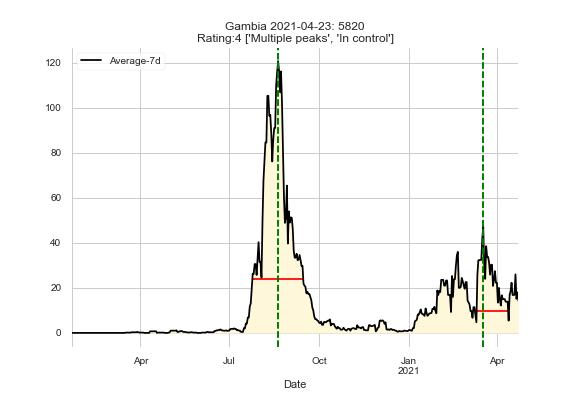 Gambia 2021-04-23: 5820
Rating:4 ['Multiple peaks', 'In control']
Average-7d
120
100
80
60
40
20
0
Apr
Jul
Oct
Jan
2021
Apr
Date